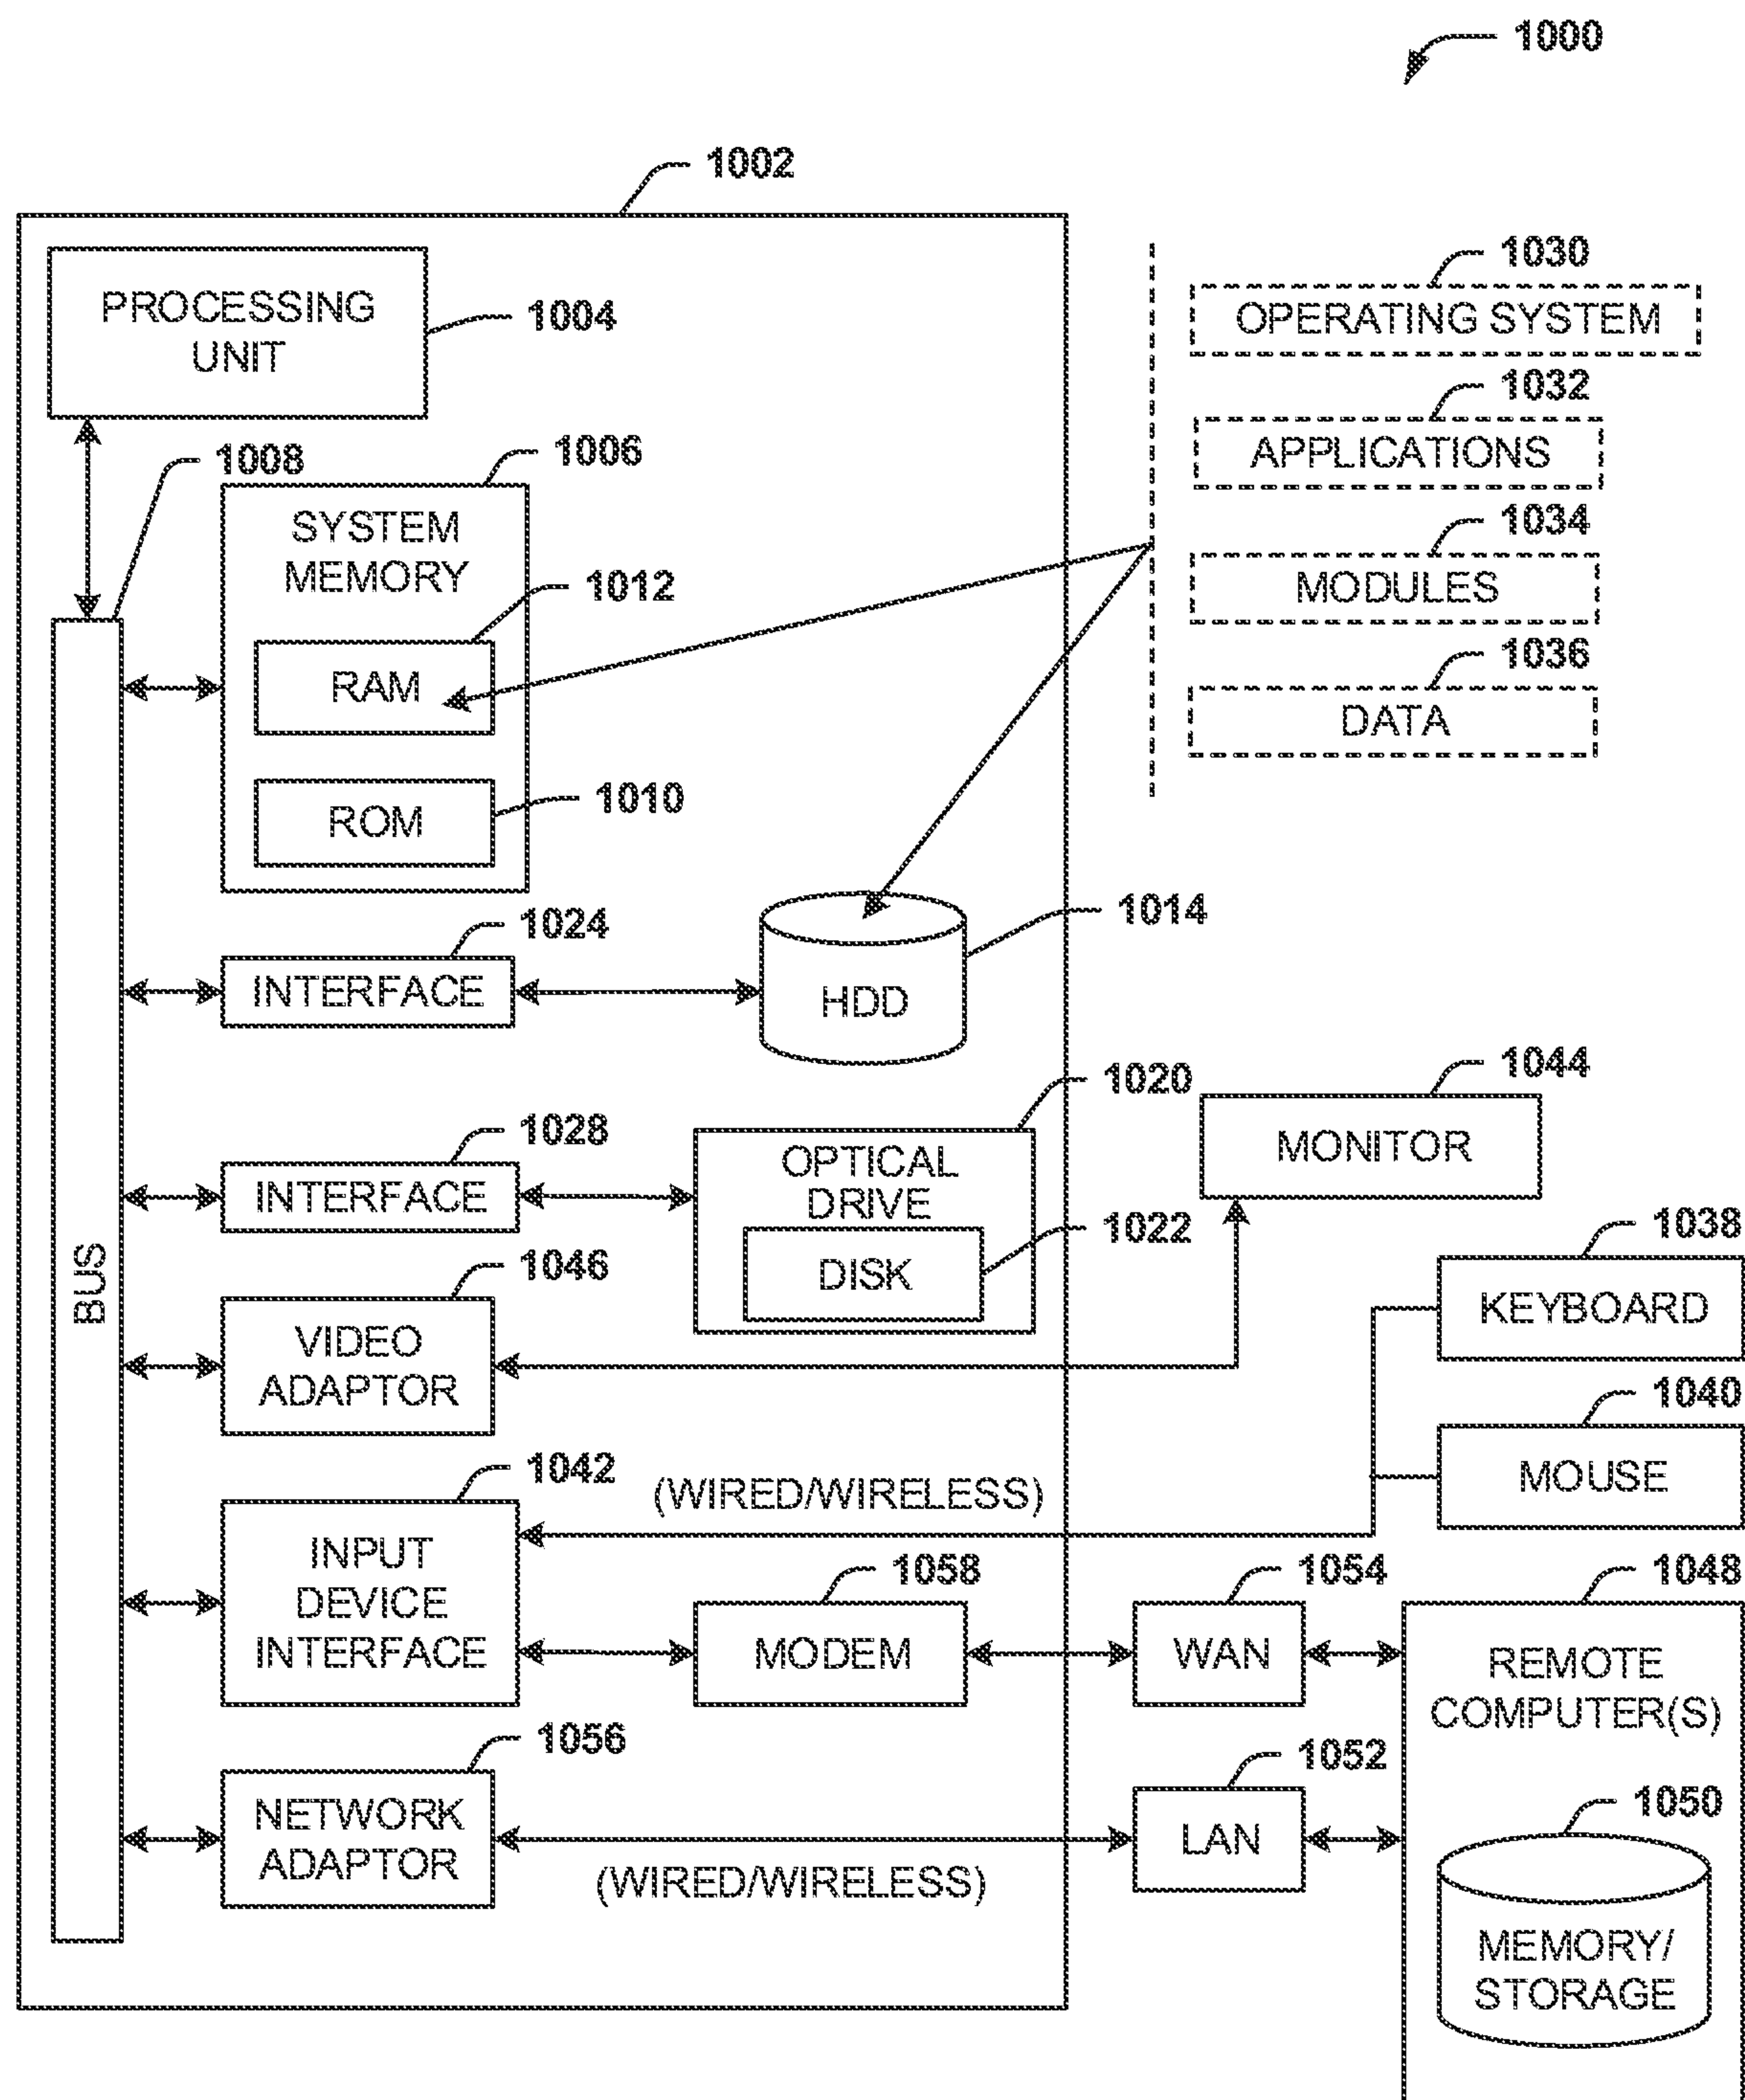 1000
1002
PROCESSING
UNIT
1004
1030
OPERATING SYSTEM
1032
APPLICATIONS
1034
MODULES
1036
DATA
1008
1006
SYSTEM
MEMORY
1012
RAM
1010
ROM
1024
INTERFACE
1014
HDD
1020
1044
MONITOR
1028
INTERFACE
OPTICAL
DRIVE
1022
DISK
1038
KEYBOARD
BUS
1046
VIDEO
ADAPTOR
1040
MOUSE
1042
(WIRED/WIRELESS)
INPUT
DEVICE
INTERFACE
1058
MODEM
1054
WAN
1048
REMOTE
COMPUTER(S)
1056
NETWORK
ADAPTOR
(WIRED/WIRELESS)
1052
LAN
1050
MEMORY/
STORAGE